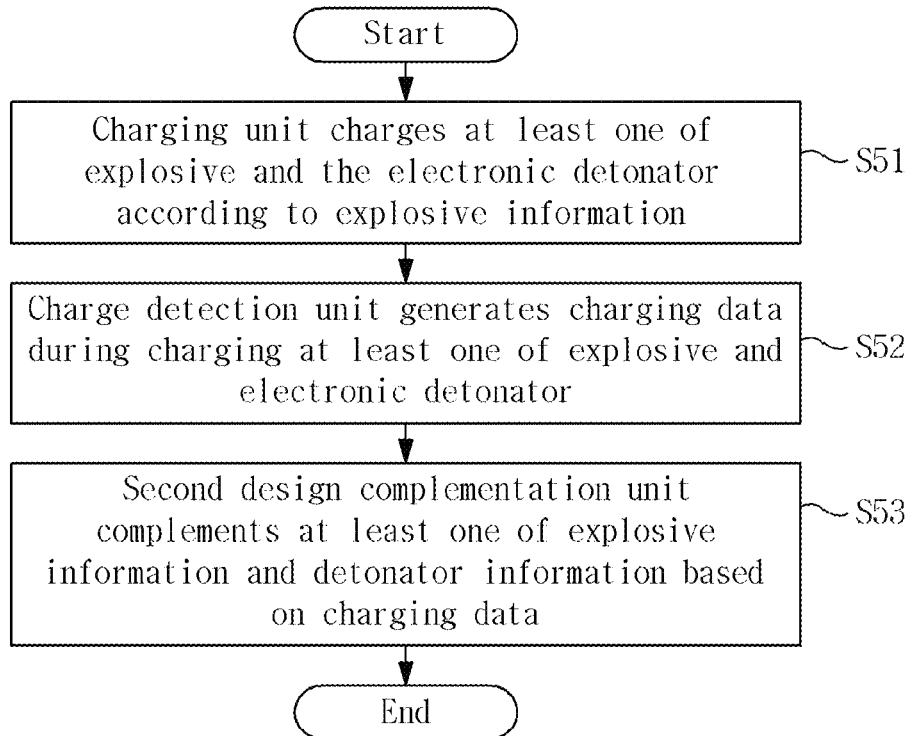 Start
Charging unit charges at least one of
explosive and the electronic detonator
according to explosive information
S51
Charge detection unit generates charging data
during charging at least one of explosive and
electronic detonator
S52
Second design complementation unit
complements at least one of explosive
information and detonator information based
on charging data
S53
End